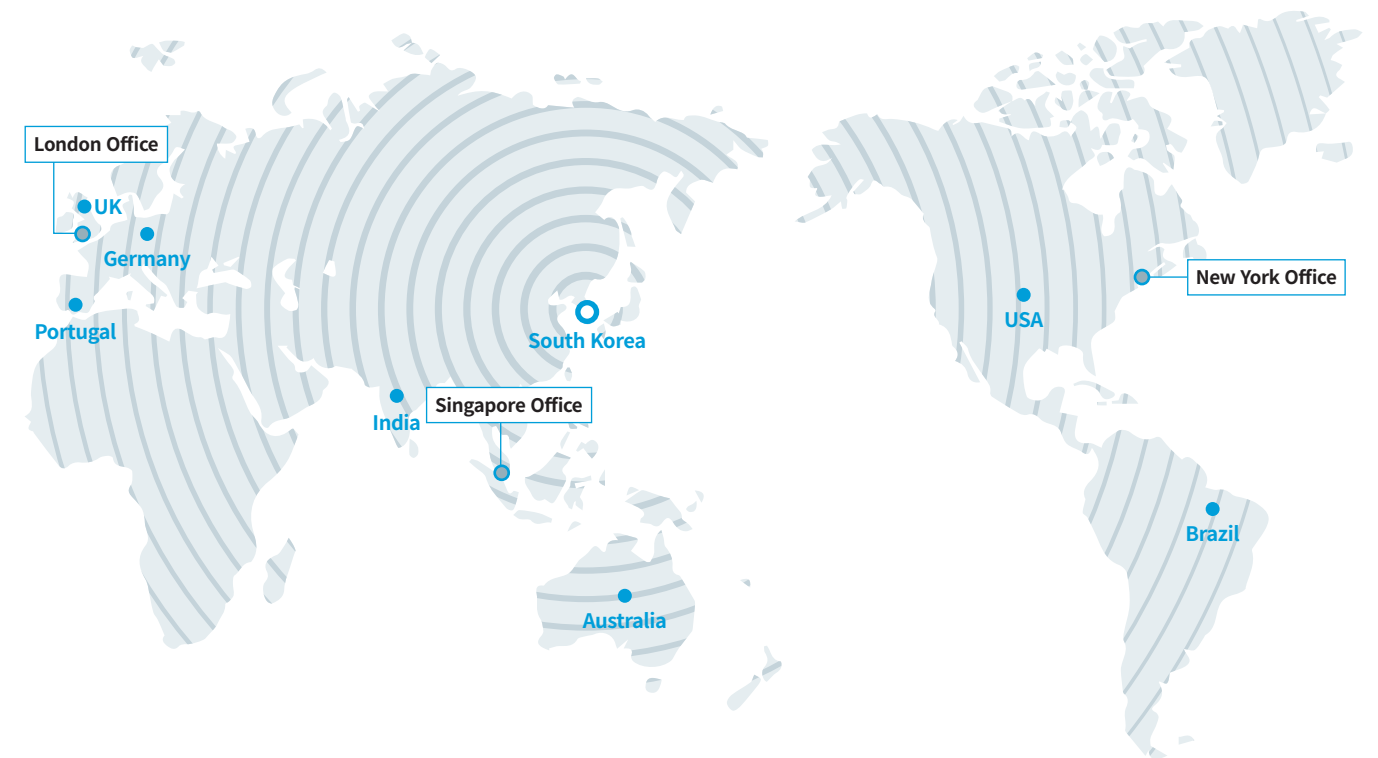 London Office
UK
Germany
Portugal
South Korea
India
Singapore Office
Australia
New York Office
USA
Brazil